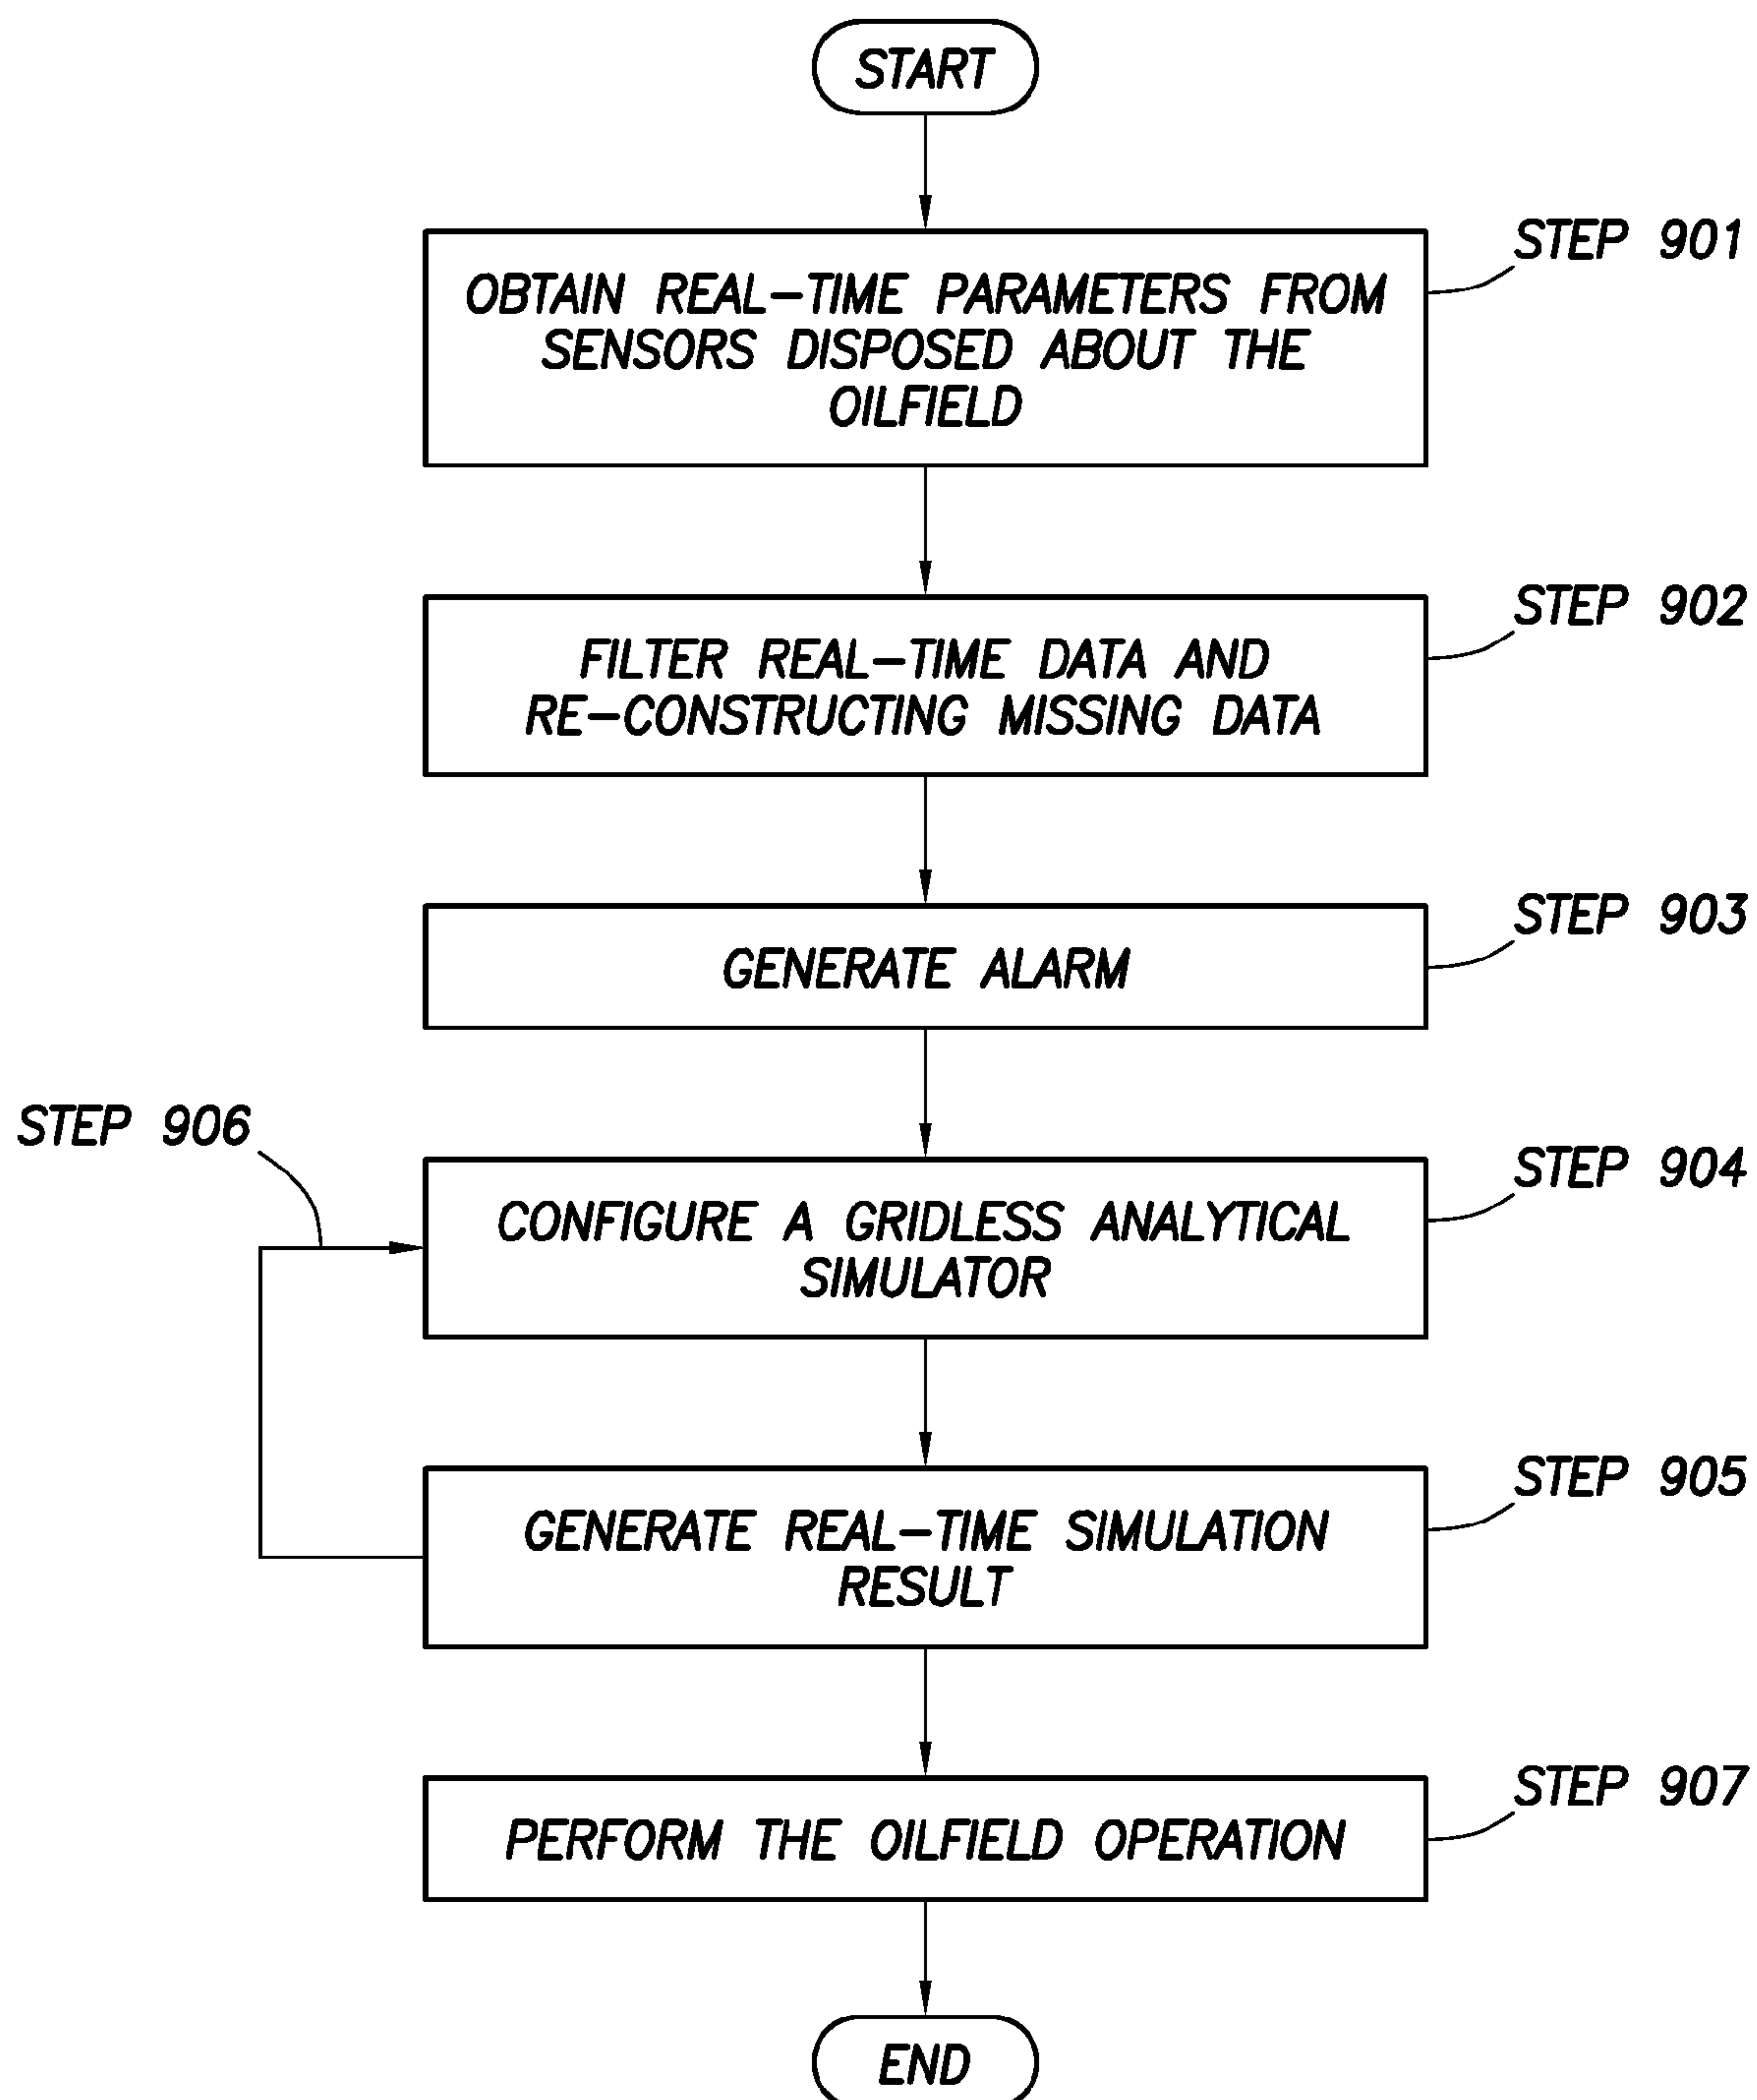 START
STEP 901
OBTAIN REAL-TIME PARAMETERS FROM
SENSORS DISPOSED ABOUT THE
OILFIELD
STEP 902
FILTER REAL-TIME DATA AND
RE-CONSTRUCTING MISSING DATA
STEP 903
GENERATE ALARM
STEP 906
STEP 904
CONFIGURE A GRIDLESS ANALYTICAL
SIMULATOR
STEP 905
GENERATE REAL-TIME SIMULATION
RESULT
STEP 907
PERFORM THE OILFIELD OPERATION
END